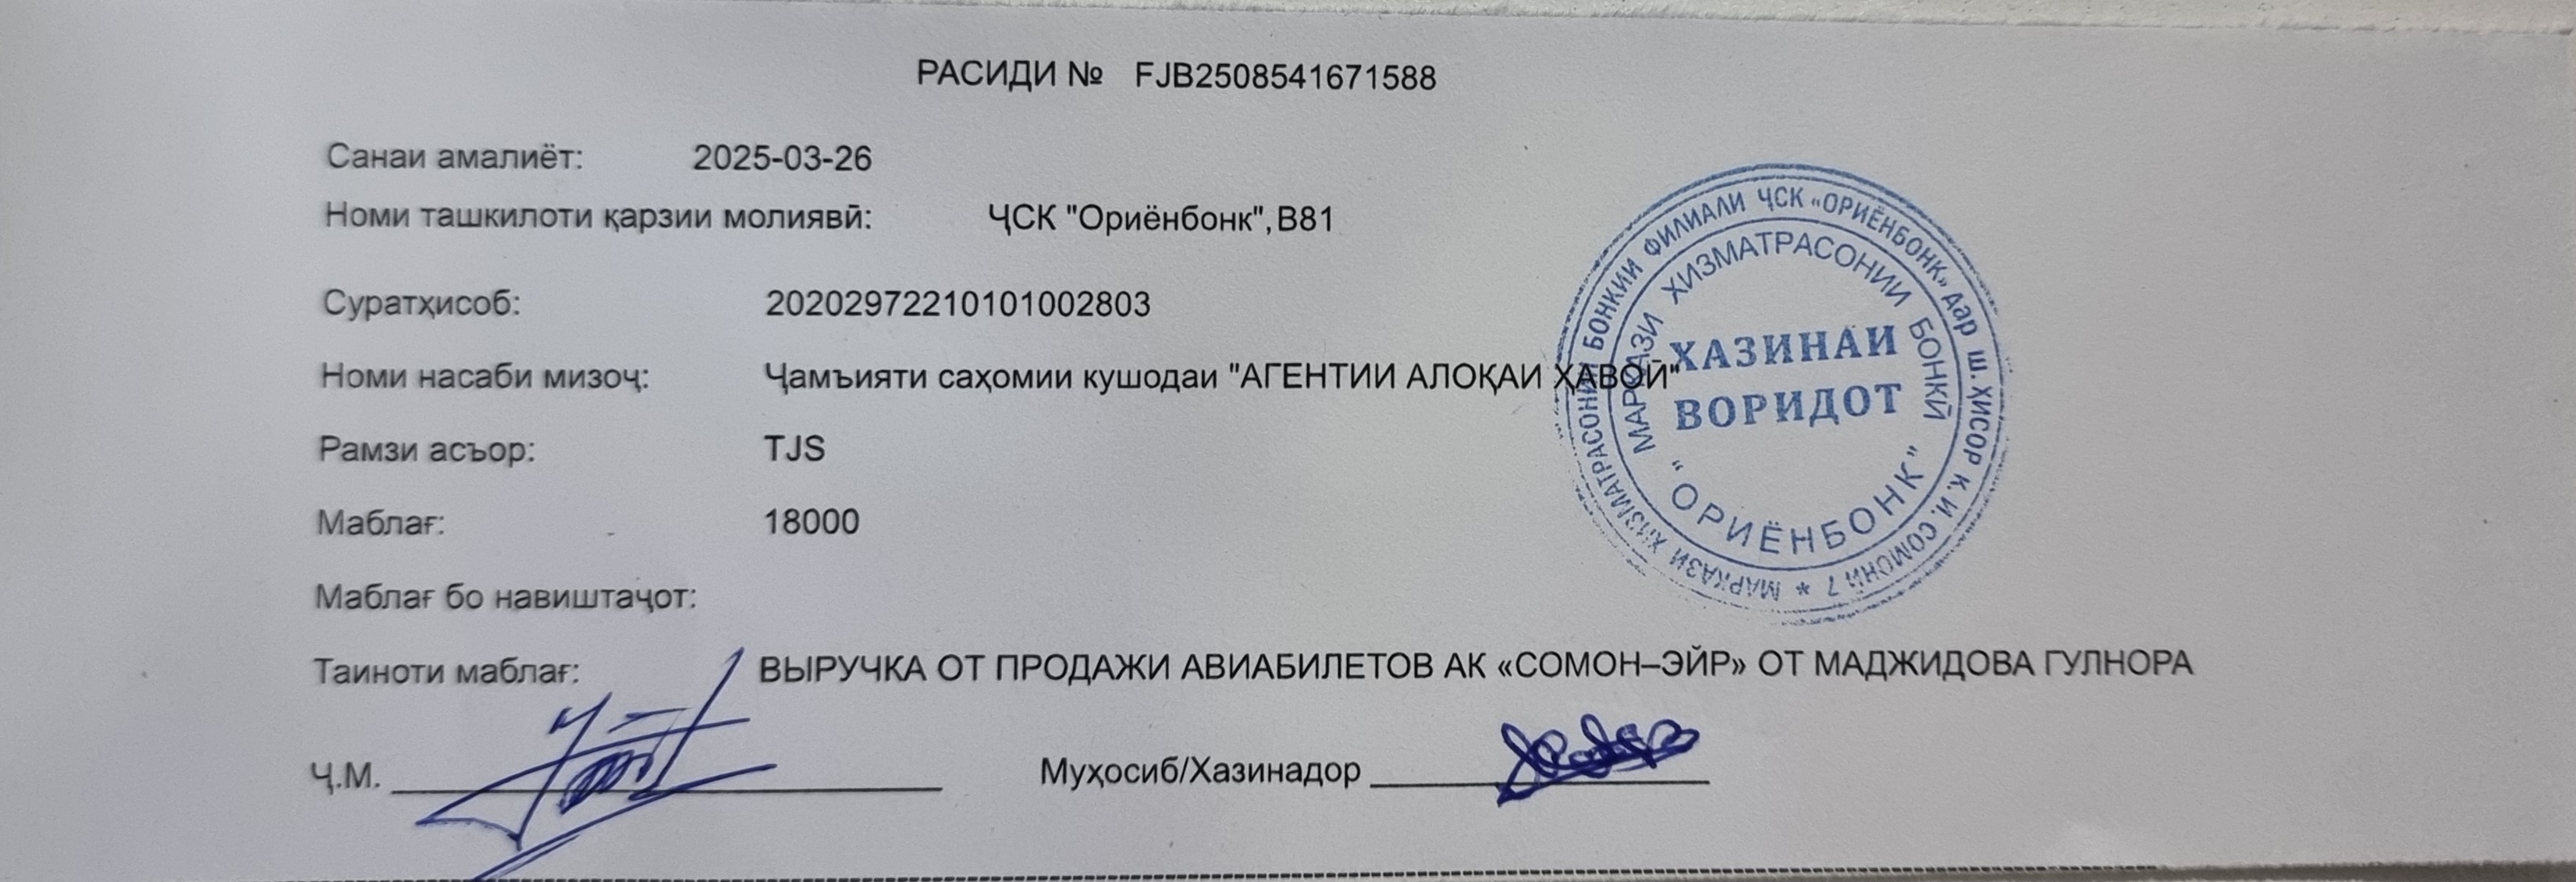 РАСИДИ № FJB2508541671588
Санаи амалиёт: 2025-03-26
Номи ташкилоти қарзии молиявӣ: ҶСК "Ориёнбонк",B81
Суратҳисоб: 20202972210101002803
Номи насаби мизоҷ: Ҷамъияти саҳомии кушодаи "АГЕНТИИ АЛОҚАИ ҲАВОӢ"
Рамзи асъор: TJS
Маблағ: 18000
Маблағ бо навиштаҷот:
Таиноти маблағ: ВЫРУЧКА ОТ ПРОДАЖИ АВИАБИЛЕТОВ АК «СОМОН–ЭЙР» ОТ МАДЖИДОВА ГУЛНОРА
Ҷ.М. Муҳосиб/Хазинадор
МАРКАЗИ ХИЗМАТРАСОНИИ БОНКИИ ФИЛИАЛИ ҶСК «ОРИЁНБОНК» дар Ш. ҲИСОР К. И. СОМОНӢ 7 *
МАРКАЗИ ХИЗМАТРАСОНИИ БОНКӢ
"ОРИЁНБОНК"
ХАЗИНАИ
ВОРИДОТ